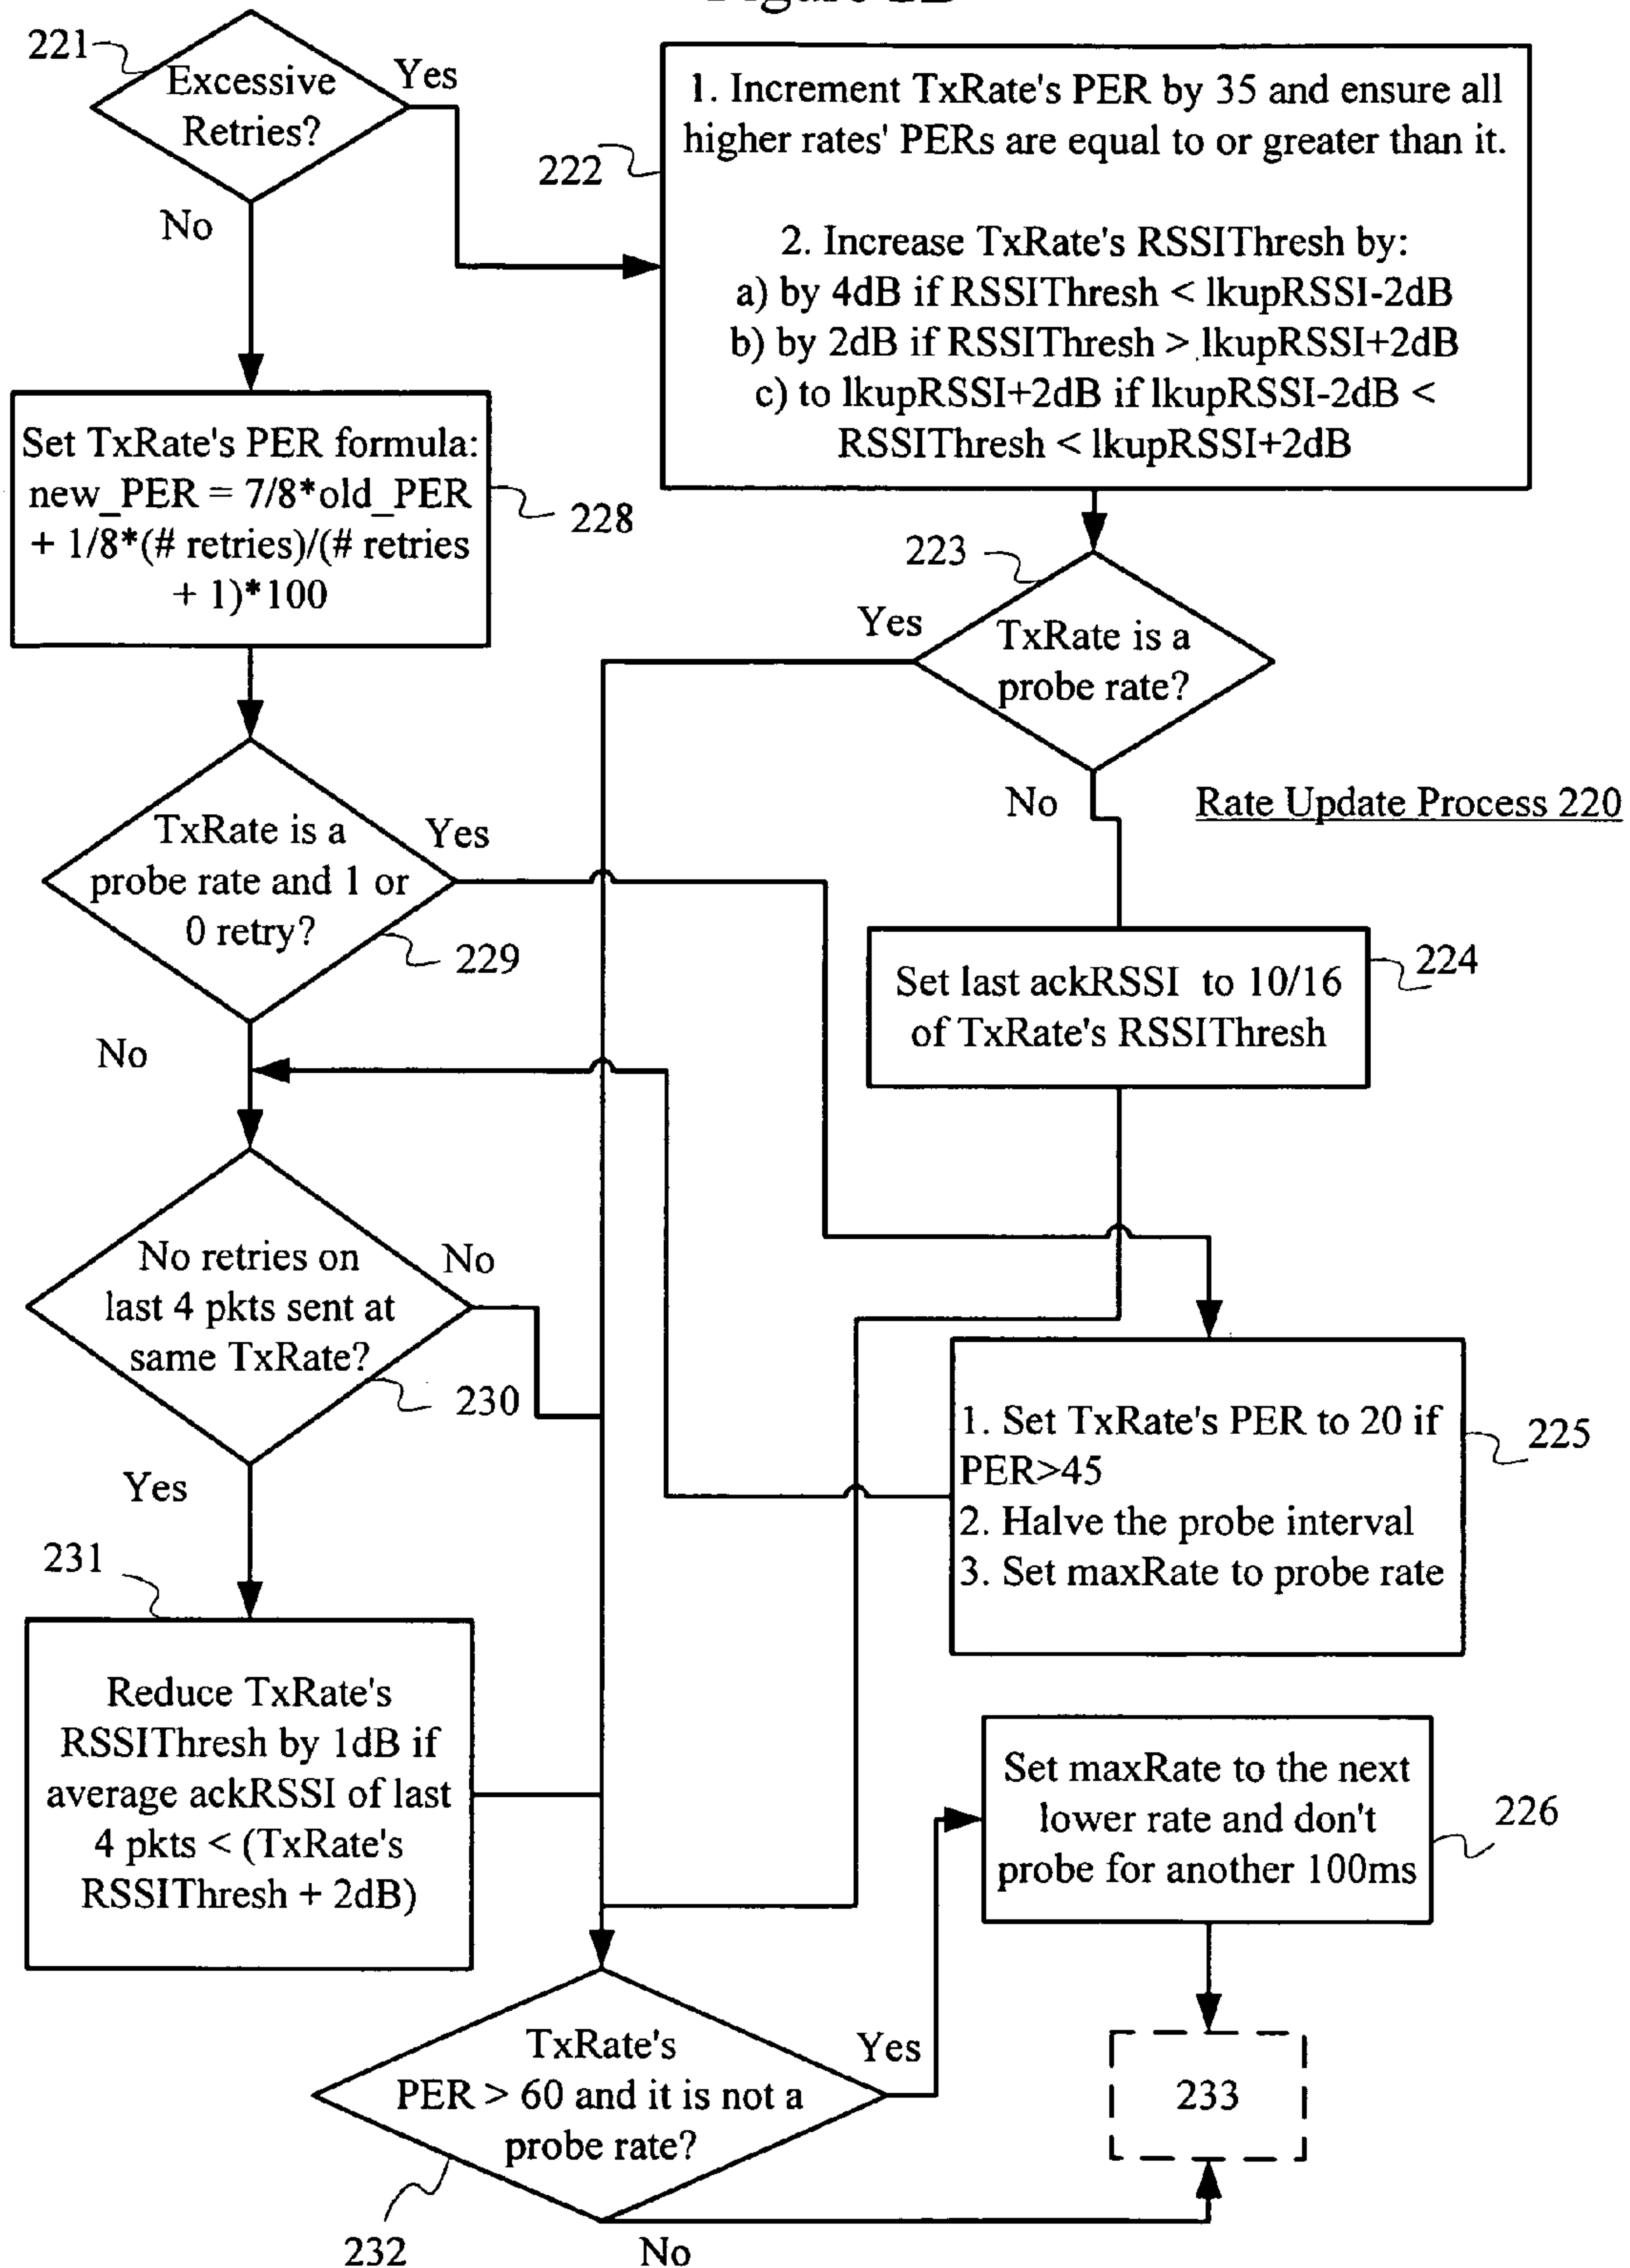 221
Excessive
Retries?
Yes
No
222
1. Increment TxRate's PER by 35 and ensure all
higher rates' PERs are equal to or greater than it.
2. Increase TxRate's RSSIThresh by:
a) by 4dB if RSSIThresh < lkupRSSI-2dB
b) by 2dB if RSSIThresh > lkupRSSI+2dB
c) to lkupRSSI+2dB if lkupRSSI-2dB <
RSSIThresh < lkupRSSI+2dB
Set TxRate's PER formula:
new_PER = 7/8*old_PER
+ 1/8*(# retries)/(# retries
+ 1)*100
228
223
Yes
TxRate is a
probe rate?
No
Rate Update Process 220
TxRate is a
probe rate and 1 or
0 retry?
Yes
229
No
Set last ackRSSI to 10/16
of TxRate's RSSIThresh
224
No retries on
last 4 pkts sent at
same TxRate?
No
230
Yes
1. Set TxRate's PER to 20 if
PER>45
2. Halve the probe interval
3. Set maxRate to probe rate
225
231
Reduce TxRate's
RSSIThresh by 1dB if
average ackRSSI of last
4 pkts < (TxRate's
RSSIThresh + 2dB)
Set maxRate to the next
lower rate and don't
probe for another 100ms
226
TxRate's
PER > 60 and it is not a
probe rate?
Yes
232
No
233